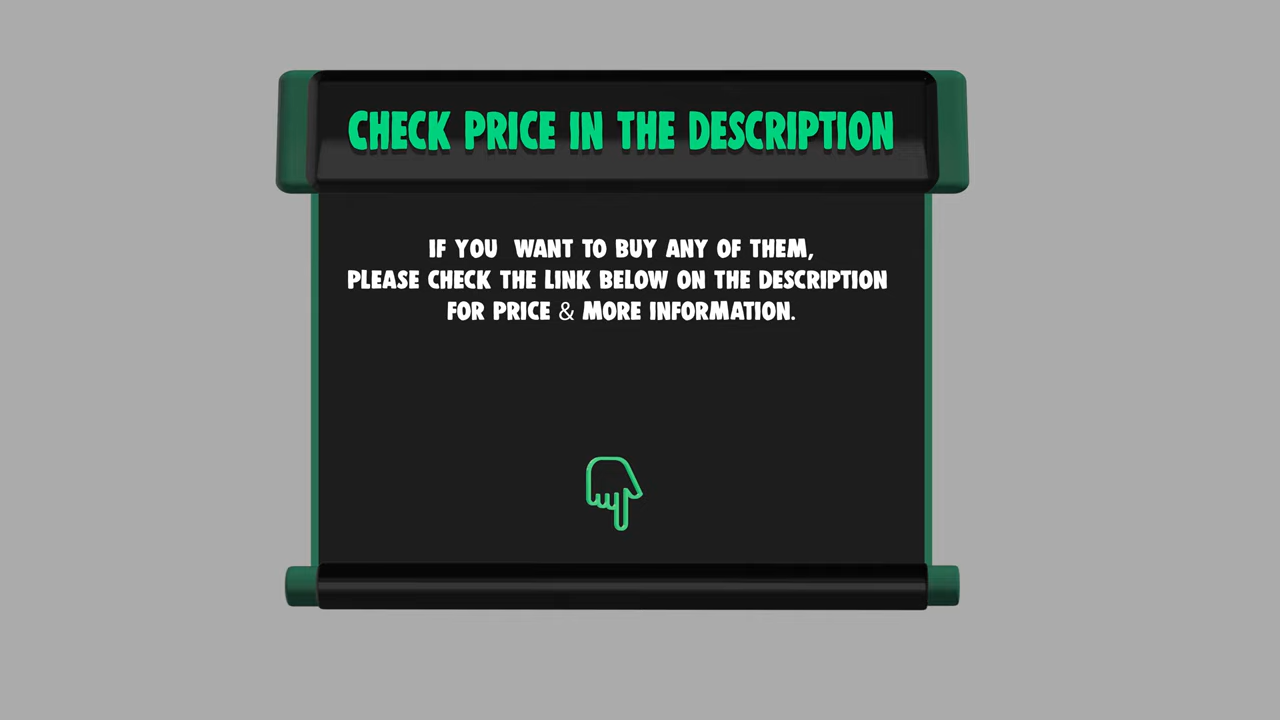 CHECK PRICE IN THE DESCRIPTION
IF YOU WANT TO BUY ANY OF THEM,
PLEASE CHECK THE LINK BELOW ON THE DESCRIPTION
FOR PRICE & MORE INFORMATION.